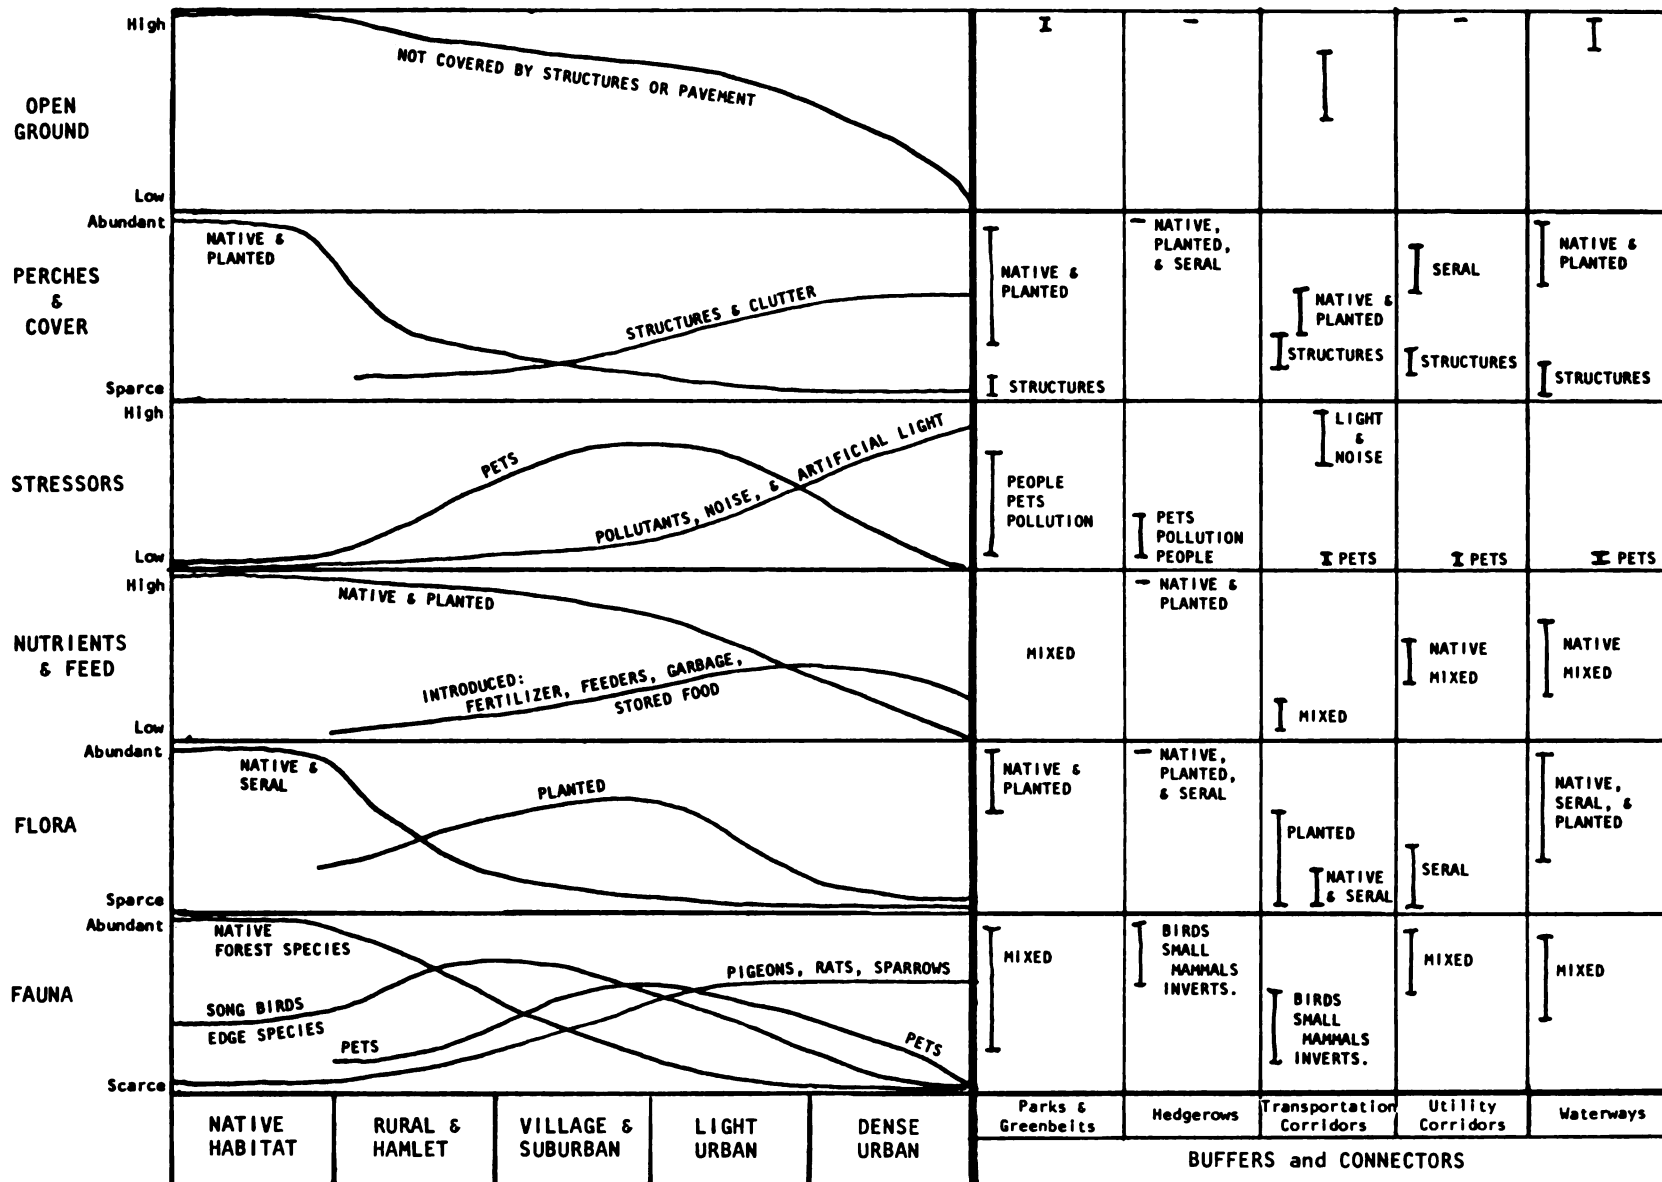 High
NOT COVERED BY STRUCTURES OR PAVEMENT
OPEN
GROUND
Low
Abundant
NATIVE &
PLANTED
PERCHES
&
COVER
STRUCTURES & CLUTTER
Sparce
NATIVE &
PLANTED
STRUCTURES
NATIVE,
PLANTED,
& SERAL
NATIVE &
PLANTED
STRUCTURES
SERAL
STRUCTURES
NATIVE &
PLANTED
STRUCTURES
High
STRESSORS
PETS
POLLUTANTS, NOISE, & ARTIFICIAL LIGHT
Low
PEOPLE
PETS
POLLUTION
PETS
POLLUTION
PEOPLE
LIGHT
&
NOISE
PETS
PETS
PETS
High
NATIVE & PLANTED
NUTRIENTS
& FEED
INTRODUCED:
FERTILIZER, FEEDERS, GARBAGE,
STORED FOOD
Low
MIXED
NATIVE &
PLANTED
MIXED
NATIVE
MIXED
NATIVE
MIXED
Abundant
NATIVE &
SERAL
PLANTED
FLORA
Sparce
NATIVE &
PLANTED
NATIVE,
PLANTED,
& SERAL
PLANTED
NATIVE
& SERAL
SERAL
NATIVE,
SERAL, &
PLANTED
Abundant
NATIVE
FOREST SPECIES
PIGEONS, RATS, SPARROWS
FAUNA
SONG BIRDS
EDGE SPECIES
PETS
PETS
Scarce
MIXED
BIRDS
SMALL
MAMMALS
INVERTS.
BIRDS
SMALL
MAMMALS
INVERTS.
MIXED
MIXED
NATIVE
HABITAT
RURAL &
HAMLET
VILLAGE &
SUBURBAN
LIGHT
URBAN
DENSE
URBAN
Parks &
Greenbelts
Hedgerows
Transportation
Corridors
Utility
Corridors
Waterways
BUFFERS and CONNECTORS